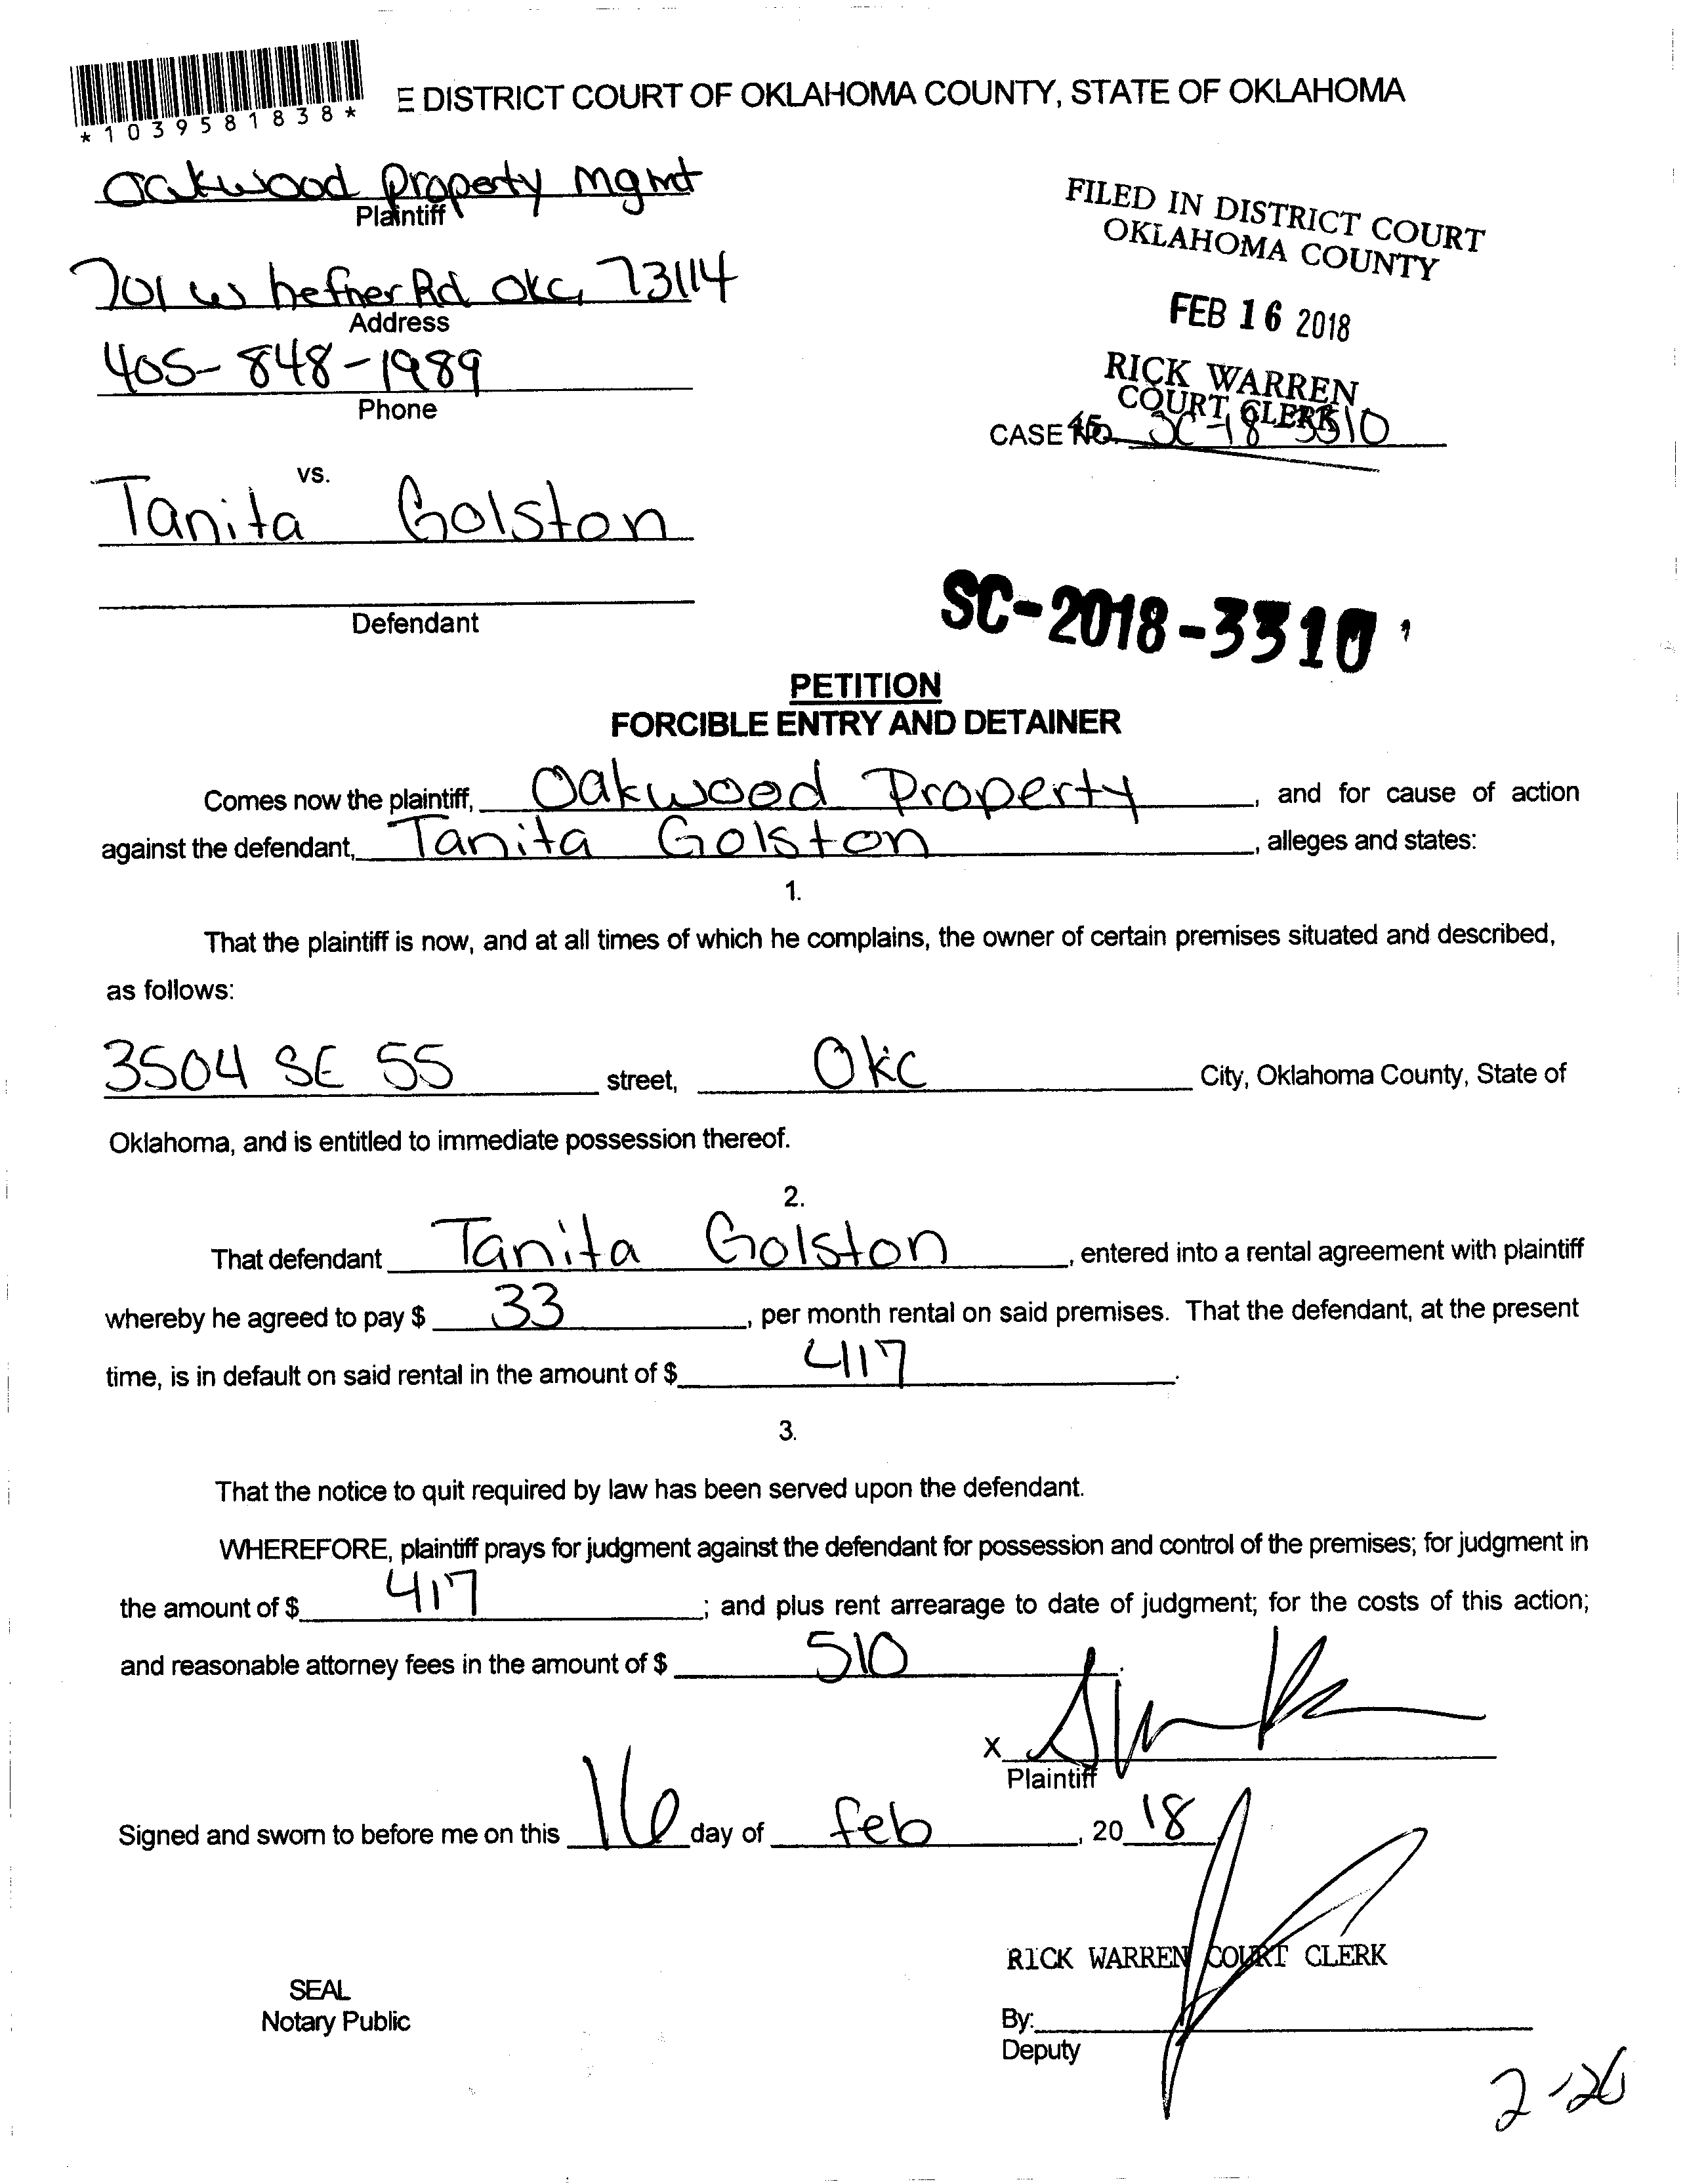 *1039581838*
E DISTRICT COURT OF OKLAHOMA COUNTY, STATE OF OKLAHOMA
Oakwood Property Mgmt
Plaintiff
701 W hefner Rd OKC, 73114
Address
405-848-1989
Phone
FILED IN DISTRICT COURT
OKLAHOMA COUNTY
FEB 16 2018
RICK WARREN
COURT CLERK
45
CASE NO. SC-18-3310
vs.
Tanita Golston
Defendant
SC-2018-3310
PETITION
FORCIBLE ENTRY AND DETAINER
Comes now the plaintiff, Oakwood Property, and for cause of action
against the defendant, Tanita Golston, alleges and states:
1.
That the plaintiff is now, and at all times of which he complains, the owner of certain premises situated and described,
as follows:
3504 SE 55 street, OKC City, Oklahoma County, State of
Oklahoma, and is entitled to immediate possession thereof.
2.
That defendant Tanita Golston, entered into a rental agreement with plaintiff
whereby he agreed to pay $ 33, per month rental on said premises. That the defendant, at the present
time, is in default on said rental in the amount of $ 417.
3.
That the notice to quit required by law has been served upon the defendant.
WHEREFORE, plaintiff prays for judgment against the defendant for possession and control of the premises; for judgment in
the amount of $ 417; and plus rent arrearage to date of judgment; for the costs of this action;
and reasonable attorney fees in the amount of $ 510.
X
Plaintiff
Signed and sworn to before me on this 16 day of feb, 2018
RICK WARREN COURT CLERK
SEAL
Notary Public
By:
Deputy
2-26